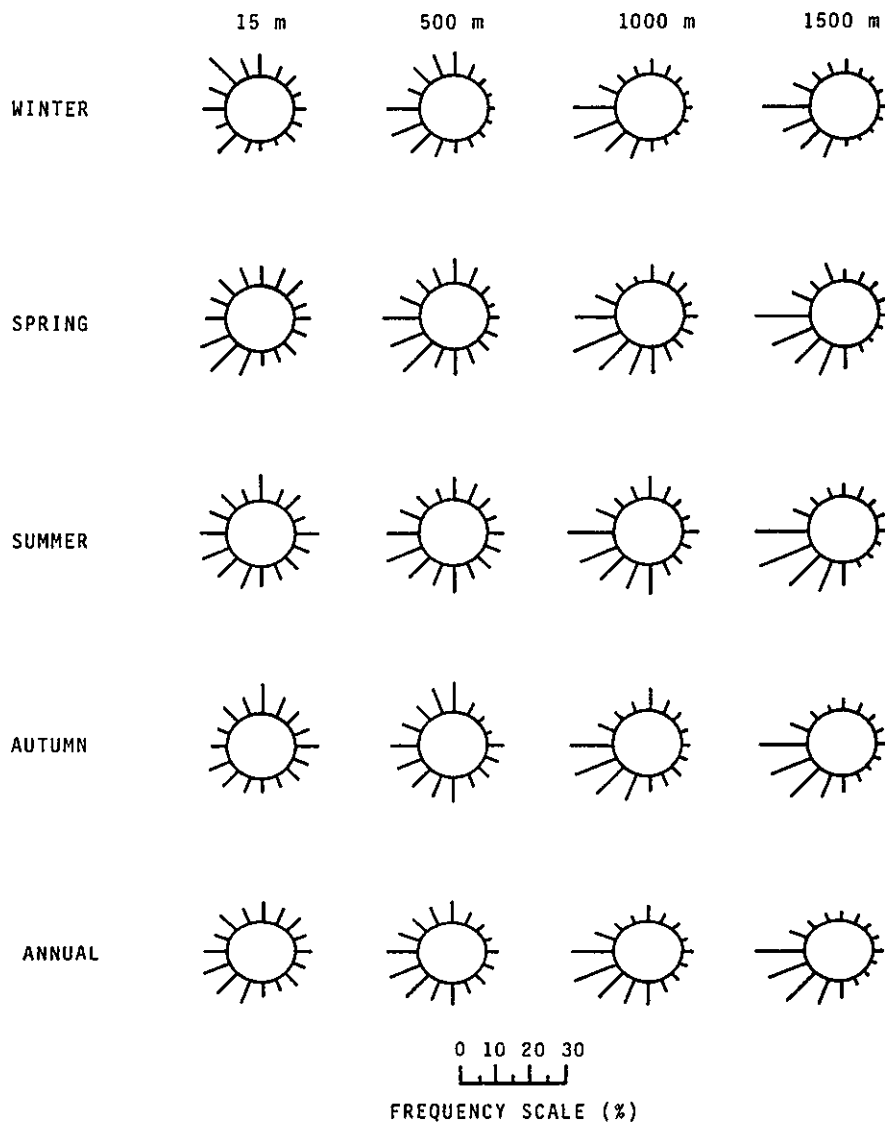 15 m 500 m 1000 m 1500 m
WINTER
SPRING
SUMMER
AUTUMN
ANNUAL
0 10 20 30
FREQUENCY SCALE (%)